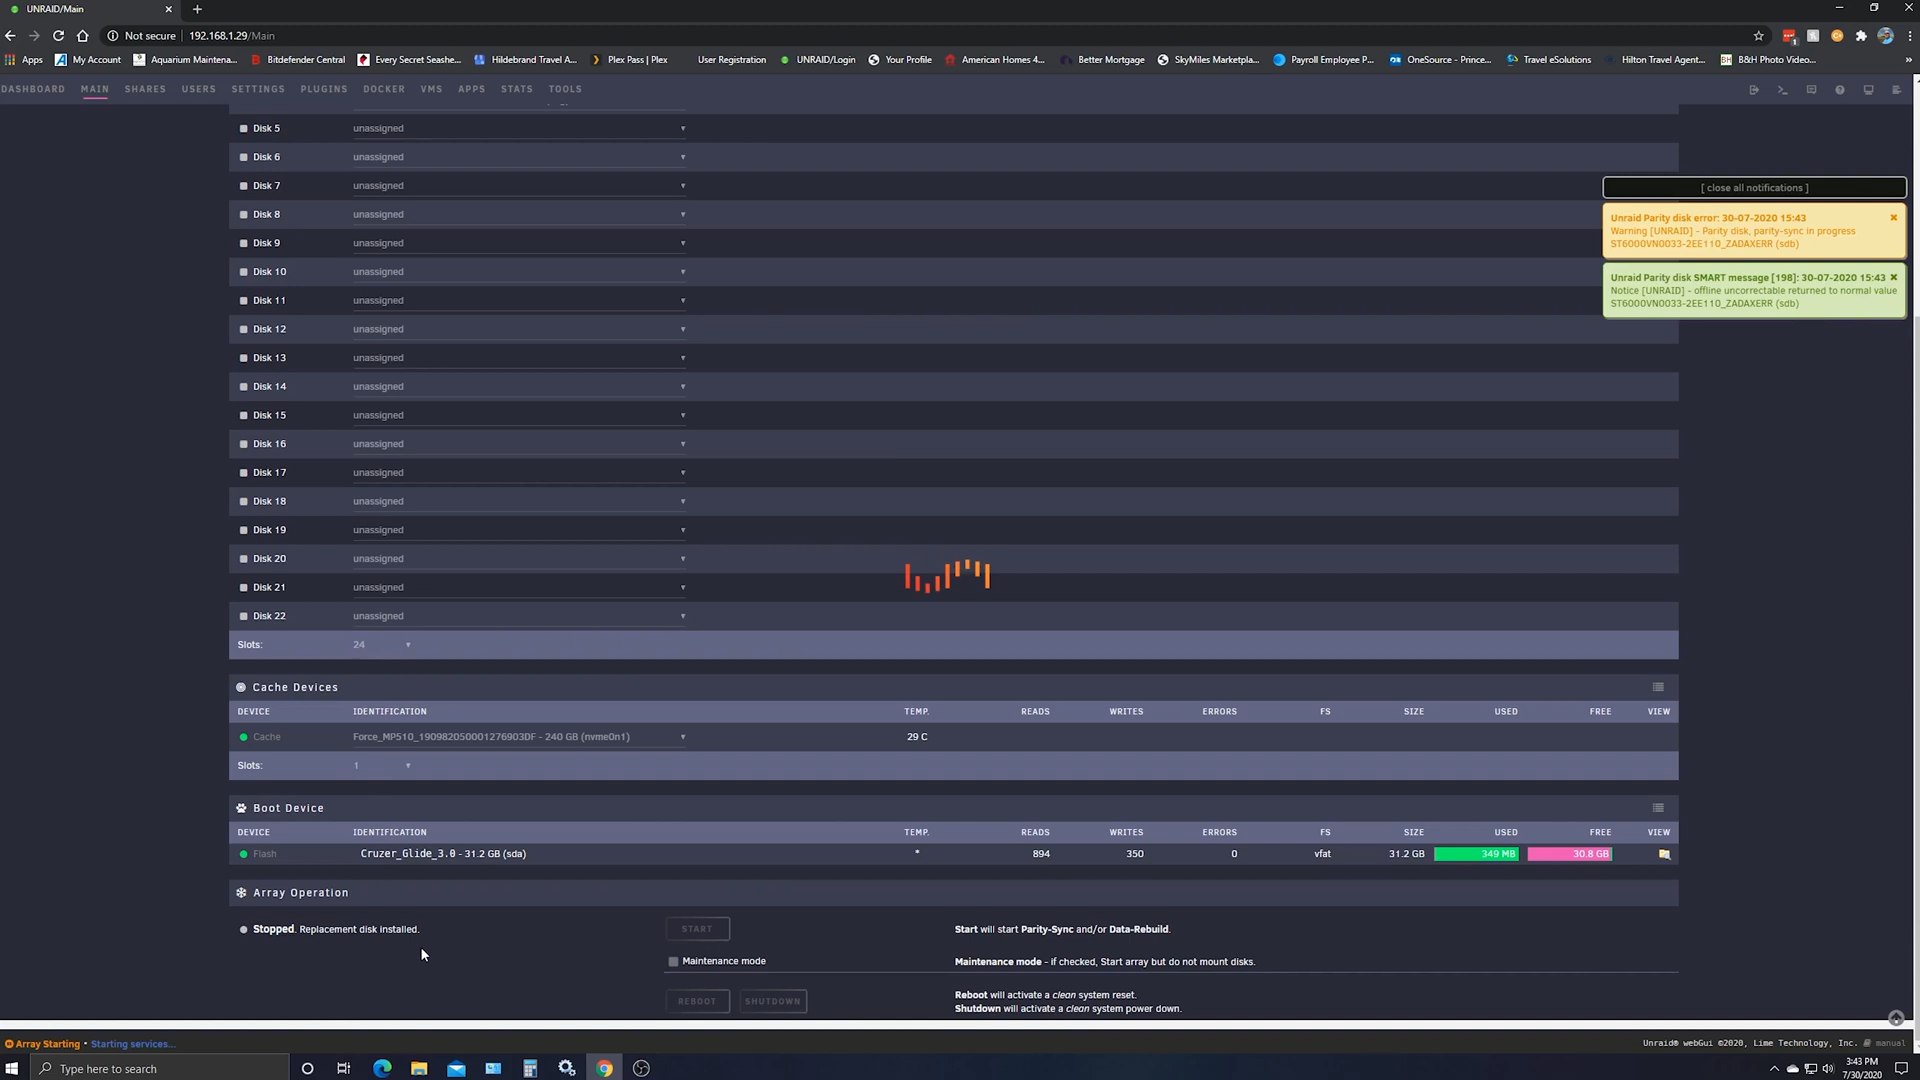 UNRAID/Main
Not secure 192.168.1.29/Main
Apps My Account Aquarium Maintena... Bitdefender Central Every Secret Seashe... Hildebrand Travel A... Plex Pass | Plex User Registration UNRAID/Login Your Profile American Homes 4... Better Mortgage SkyMiles Marketpla... Payroll Employee P... OneSource - Prince... Travel eSolutions Hilton Travel Agent... B&H Photo Video...
DASHBOARD MAIN SHARES USERS SETTINGS PLUGINS DOCKER VMS APPS STATS TOOLS
Disk 5 unassigned
Disk 6 unassigned
Disk 7 unassigned
Disk 8 unassigned
Disk 9 unassigned
Disk 10 unassigned
Disk 11 unassigned
Disk 12 unassigned
Disk 13 unassigned
Disk 14 unassigned
Disk 15 unassigned
Disk 16 unassigned
Disk 17 unassigned
Disk 18 unassigned
Disk 19 unassigned
Disk 20 unassigned
Disk 21 unassigned
Disk 22 unassigned
Slots: 24
[ close all notifications ]
Unraid Parity disk error: 30-07-2020 15:43
Warning [UNRAID] - Parity disk, parity-sync in progress
ST6000VN0033-2EE110_ZADAXERR (sdb)
Unraid Parity disk SMART message [198]: 30-07-2020 15:43
Notice [UNRAID] - offline uncorrectable returned to normal value
ST6000VN0033-2EE110_ZADAXERR (sdb)
Cache Devices
DEVICE IDENTIFICATION TEMP. READS WRITES ERRORS FS SIZE USED FREE VIEW
Cache Force_MP510_190982050001276903DF - 240 GB (nvme0n1) 29 C
Slots: 1
Boot Device
DEVICE IDENTIFICATION TEMP. READS WRITES ERRORS FS SIZE USED FREE VIEW
Flash Cruzer_Glide_3.0 - 31.2 GB (sda) * 894 350 0 vfat 31.2 GB 349 MB 30.8 GB
Array Operation
Stopped. Replacement disk installed. START Start will start Parity-Sync and/or Data-Rebuild.
Maintenance mode Maintenance mode - if checked, Start array but do not mount disks.
REBOOT SHUTDOWN Reboot will activate a clean system reset.
Shutdown will activate a clean system power down.
Array Starting • Starting services... Unraid® webGui ©2020, Lime Technology, Inc. manual
Type here to search
3:43 PM
7/30/2020